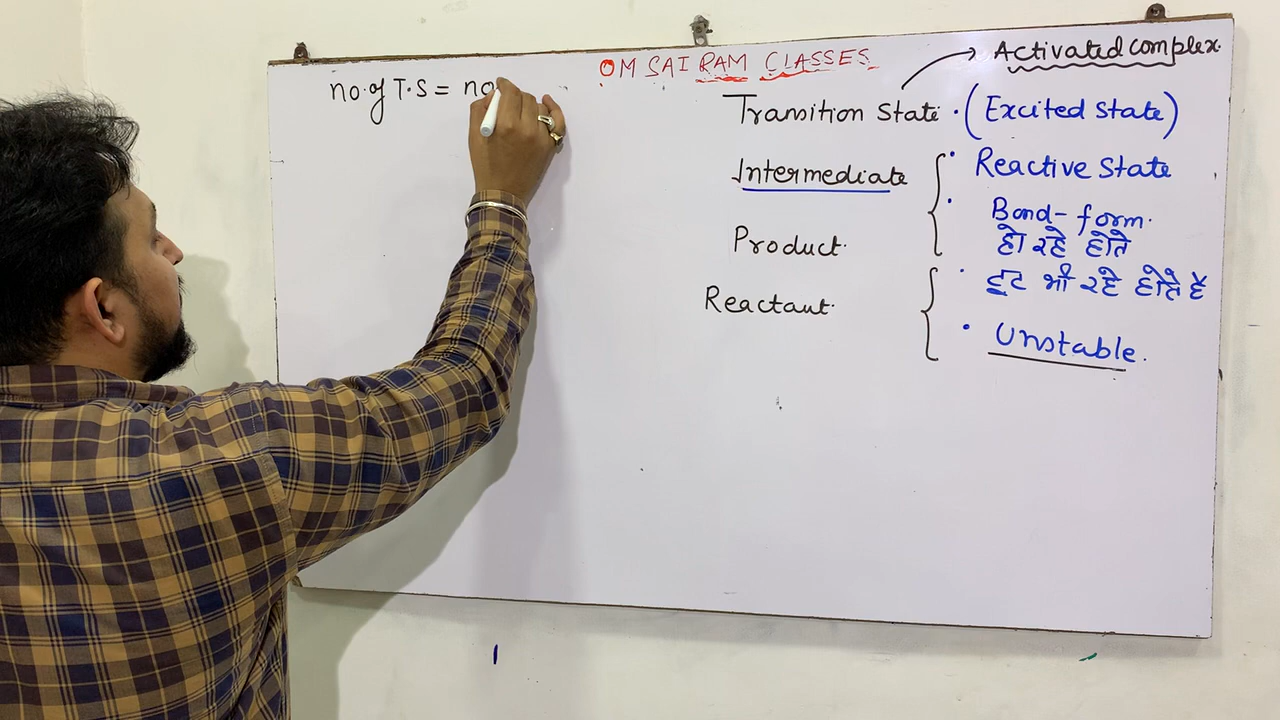 OM SAI RAM CLASSES
no. of T.S = no
Activated complex.
Transition State • (Excited State)
Intermediate
• Reactive State
• Bond-form.
हो रहे होते
Product.
• टूट भी रहे होते हैं
Reactaut.
• Unstable.